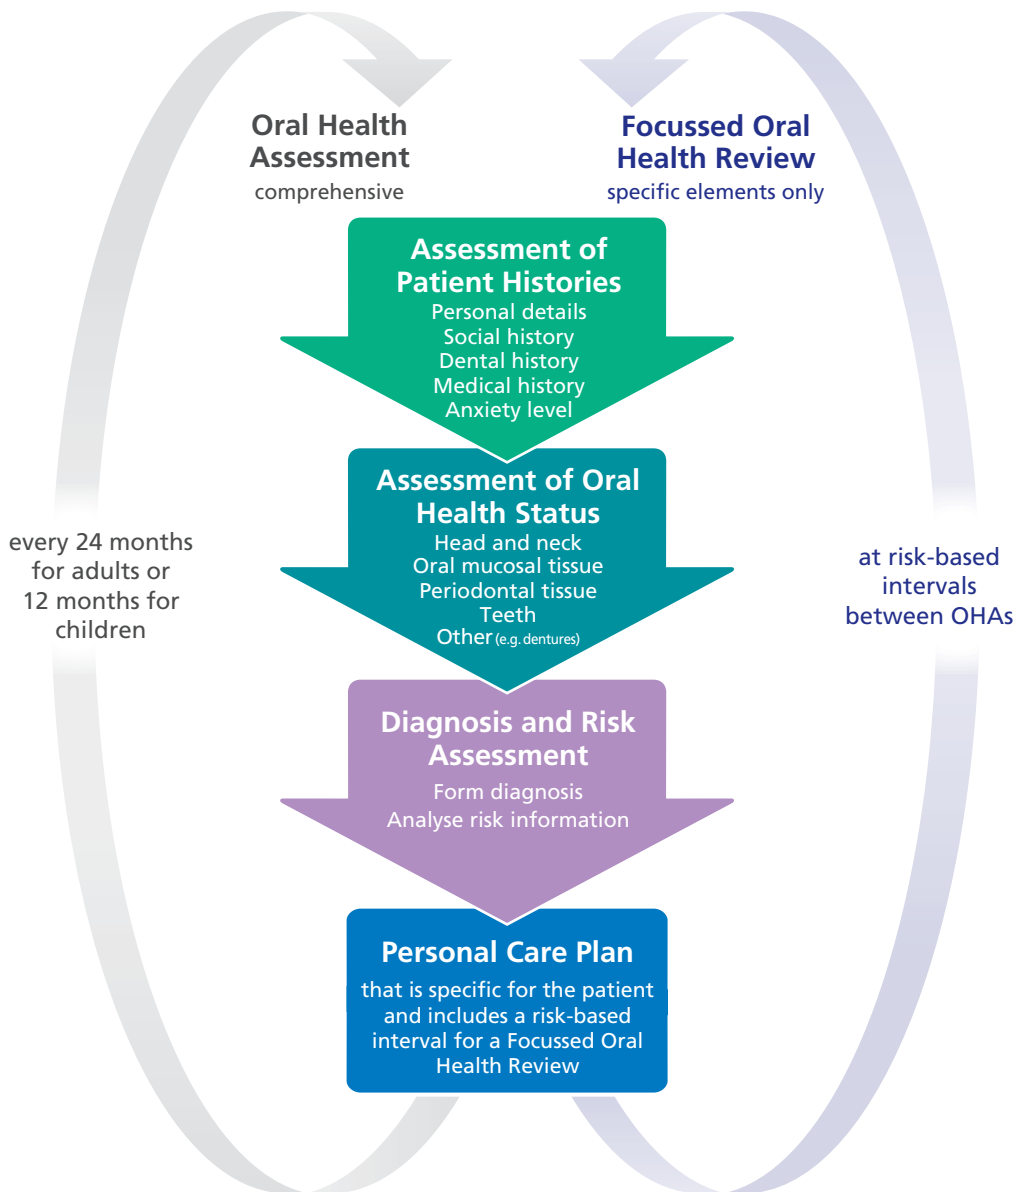 Oral Health
Assessment
comprehensive
Focussed Oral
Health Review
specific elements only
Assessment of
Patient Histories
Personal details
Social history
Dental history
Medical history
Anxiety level
Assessment of Oral
Health Status
Head and neck
Oral mucosal tissue
Periodontal tissue
Teeth
Other (e.g. dentures)
every 24 months
for adults or
12 months for
children
at risk-based
intervals
between OHAs
Diagnosis and Risk
Assessment
Form diagnosis
Analyse risk information
Personal Care Plan
that is specific for the patient
and includes a risk-based
interval for a Focussed Oral
Health Review